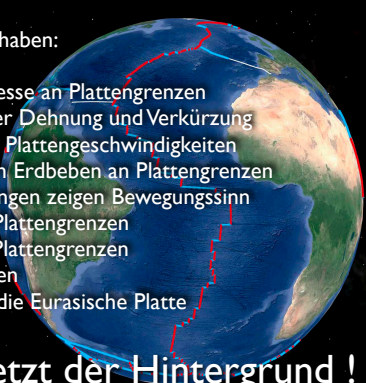 haben:
esse an Plattengrenzen
er Dehnung und Verkürzung
Plattengeschwindigkeiten
n Erdbeben an Plattengrenzen
ngen zeigen Bewegungssinn
Plattengrenzen
Plattengrenzen
en
die Eurasische Platte
etzt der Hintergrund !